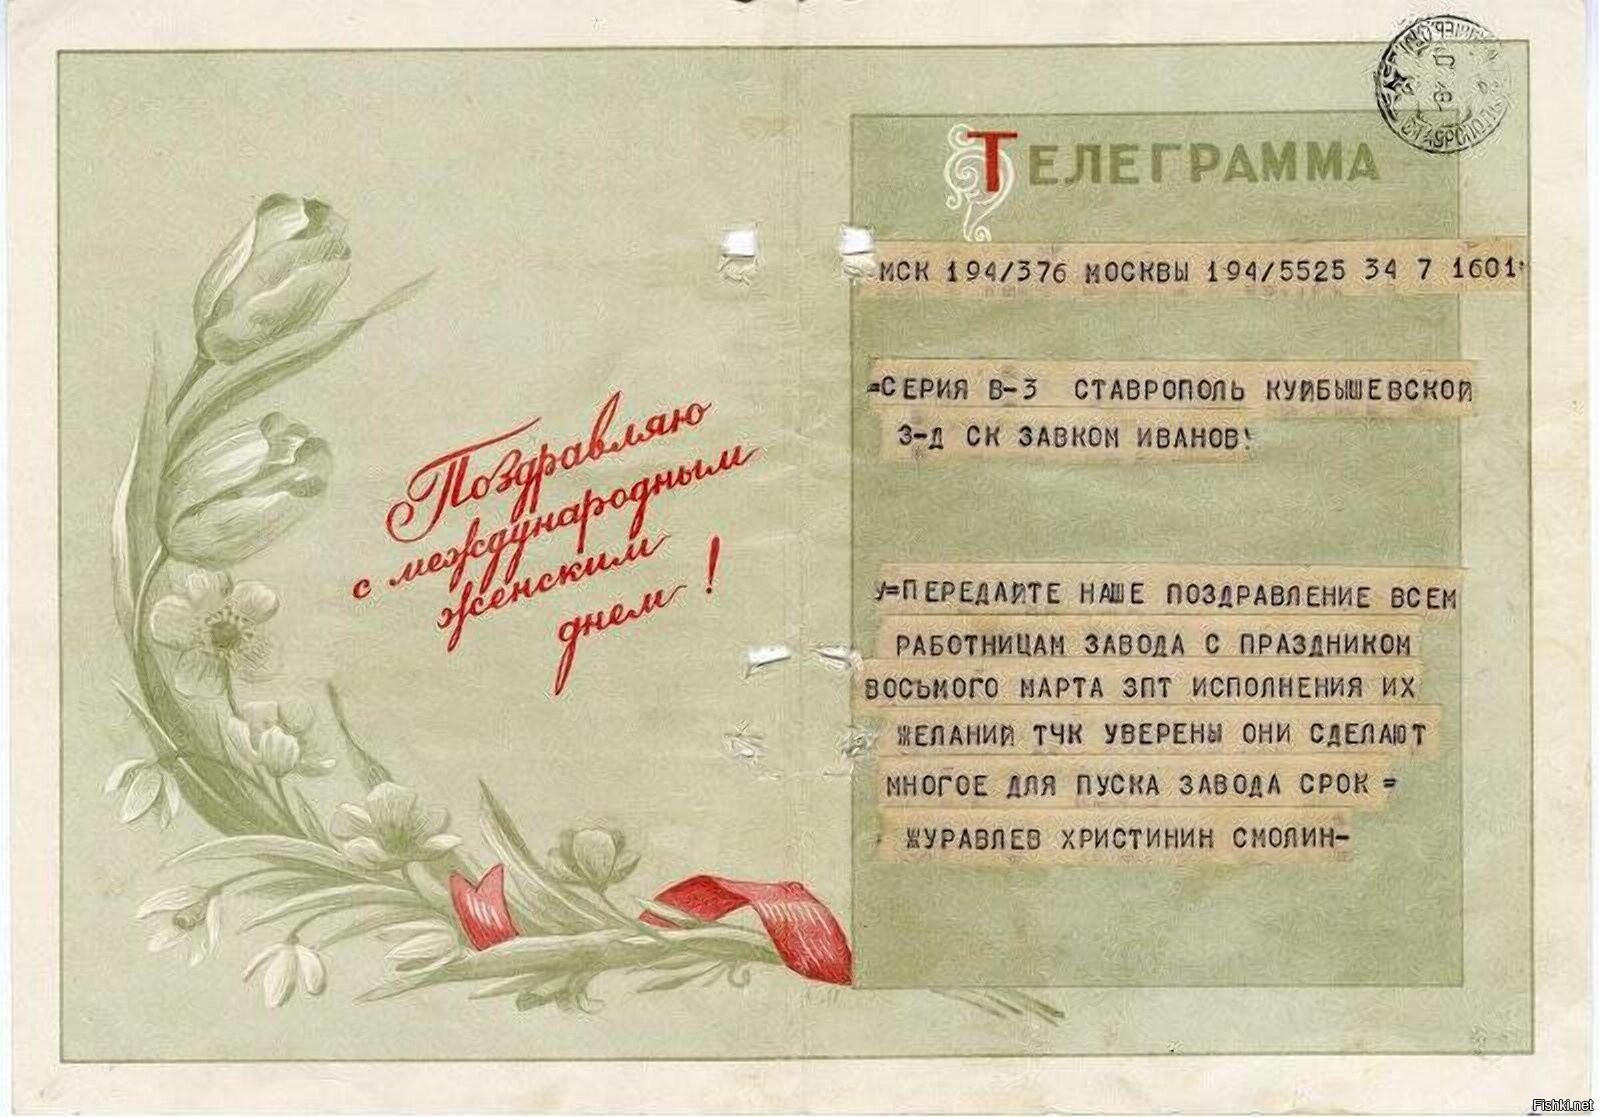 Поздравляю
с международным
женским
днем!
ТЕЛЕГРАММА
МСК 194/376 МОСКВЫ 194/5525 34 7 1601
=СЕРИЯ В-3 СТАВРОПОЛЬ КУЙБЫШЕВСКОЙ
З-Д СК ЗАВКОМ ИВАНОВУ
=ПЕРЕДАЙТЕ НАШЕ ПОЗДРАВЛЕНИЕ ВСЕМ
РАБОТНИЦАМ ЗАВОДА С ПРАЗДНИКОМ
ВОСЬМОГО МАРТА ЗПТ ИСПОЛНЕНИЯ ИХ
ЖЕЛАНИЙ ТЧК УВЕРЕНЫ ОНИ СДЕЛАЮТ
МНОГОЕ ДЛЯ ПУСКА ЗАВОДА СРОК =
ЖУРАВЛЕВ ХРИСТИНИН СМОЛИН-
Fishki.net